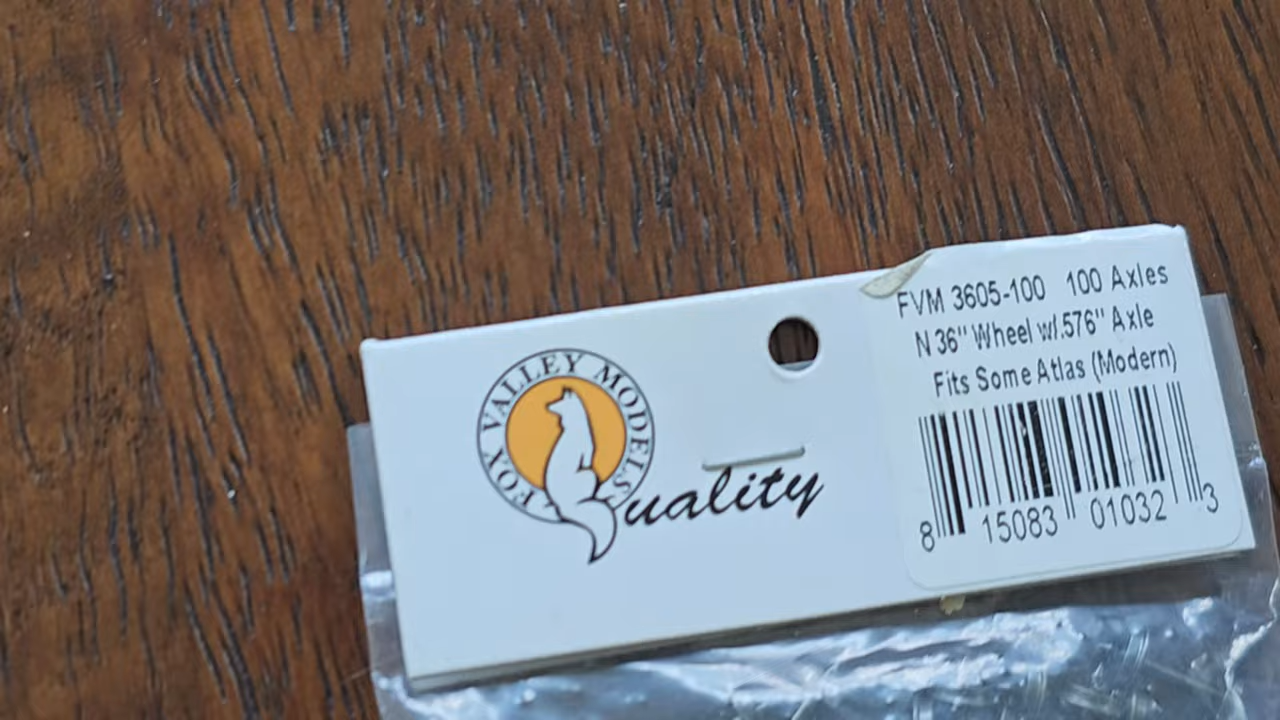 FOX VALLEY MODELS
Quality
FVM 3605-100 100 Axles
N 36" Wheel w/.576" Axle
Fits Some Atlas (Modern)
8 15083 01032 3